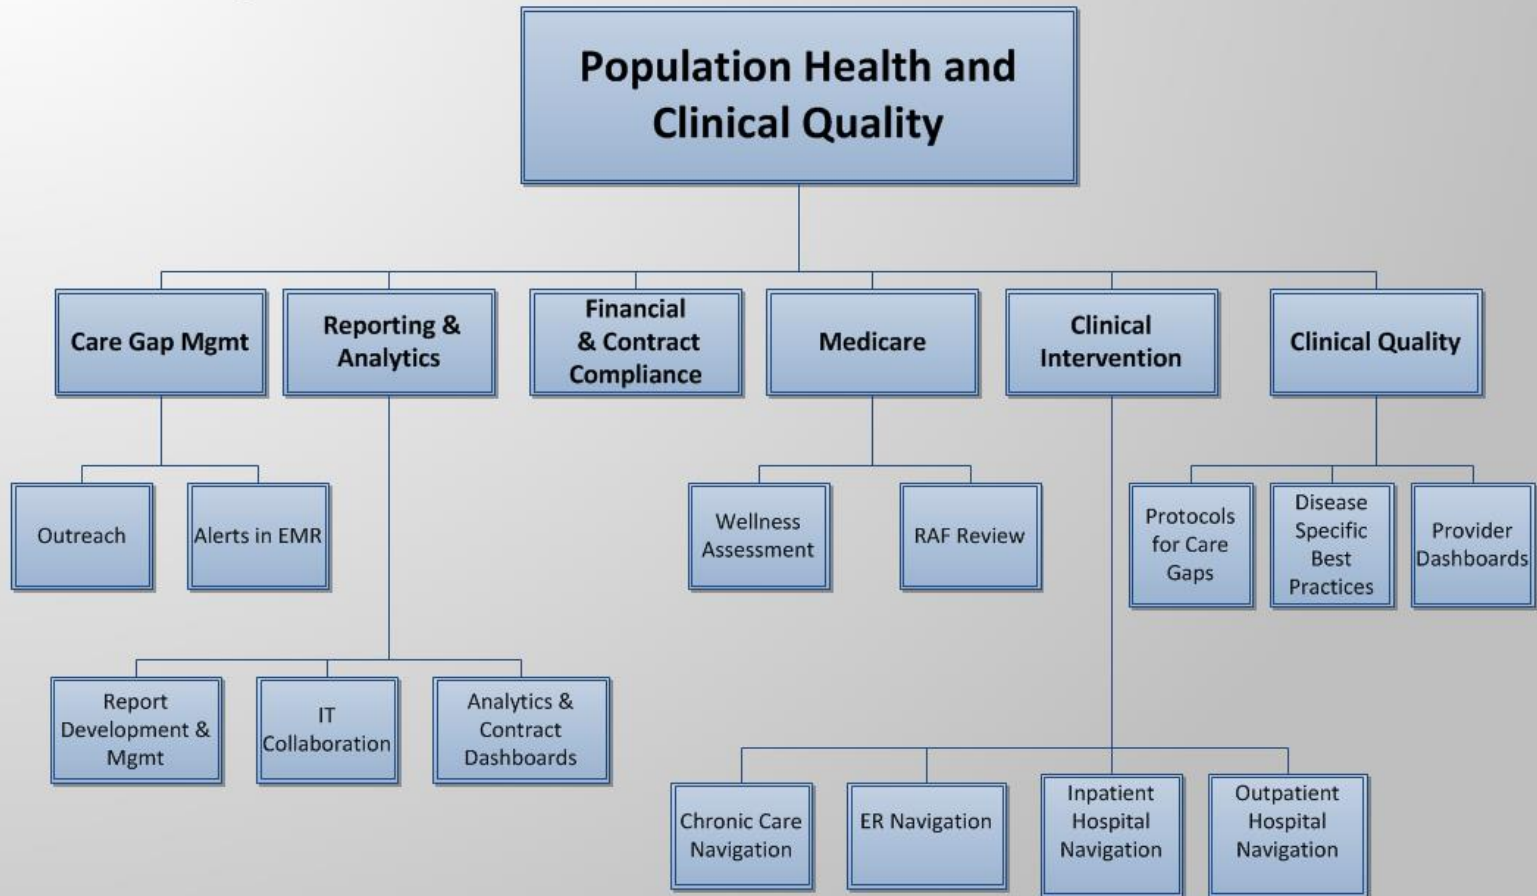 Population Health and
Clinical Quality
Care Gap Mgmt
Reporting &
Analytics
Financial
& Contract
Compliance
Medicare
Clinical
Intervention
Clinical Quality
Outreach
Alerts in EMR
Wellness
Assessment
RAF Review
Protocols
for Care
Gaps
Disease
Specific
Best
Practices
Provider
Dashboards
Report
Development &
Mgmt
IT
Collaboration
Analytics &
Contract
Dashboards
Chronic Care
Navigation
ER Navigation
Inpatient
Hospital
Navigation
Outpatient
Hospital
Navigation